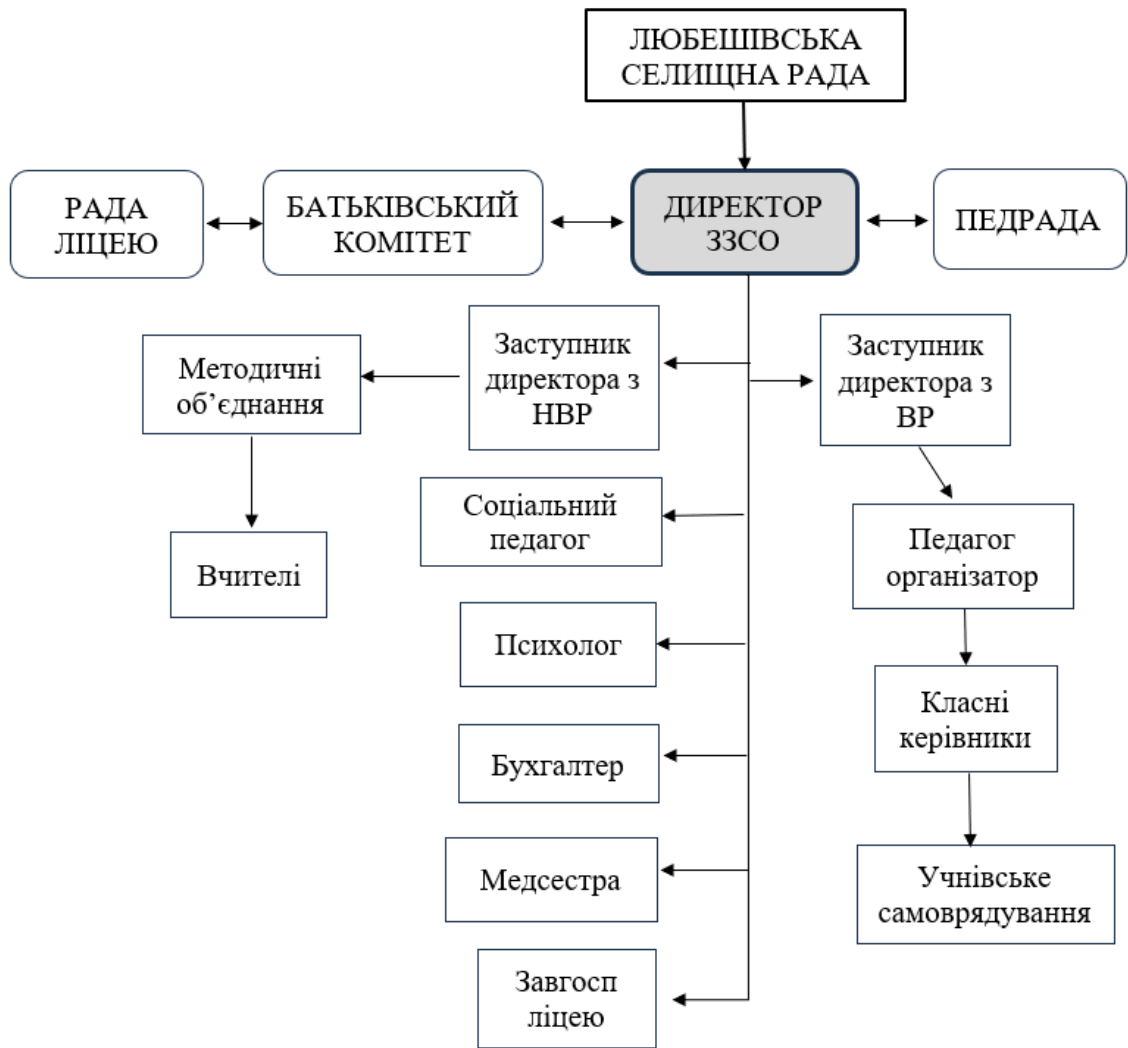 ЛЮБЕШІВСЬКА
СЕЛИЩНА РАДА
РАДА
ЛІЦЕЮ
БАТЬКІВСЬКИЙ
КОМІТЕТ
ДИРЕКТОР
ЗЗСО
ПЕДРАДА
Методичні
об’єднання
Заступник
директора з
НВР
Заступник
директора з
ВР
Соціальний
педагог
Вчителі
Педагог
організатор
Психолог
Класні
керівники
Бухгалтер
Медсестра
Учнівське
самоврядування
Завгосп
ліцею